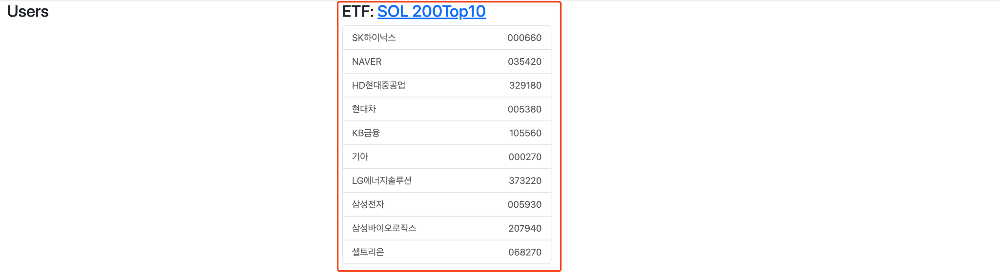 Users
ETF: SOL 200Top10
SK하이닉스 000660
NAVER 035420
HD현대중공업 329180
현대차 005380
KB금융 105560
기아 000270
LG에너지솔루션 373220
삼성전자 005930
삼성바이오로직스 207940
셀트리온 068270